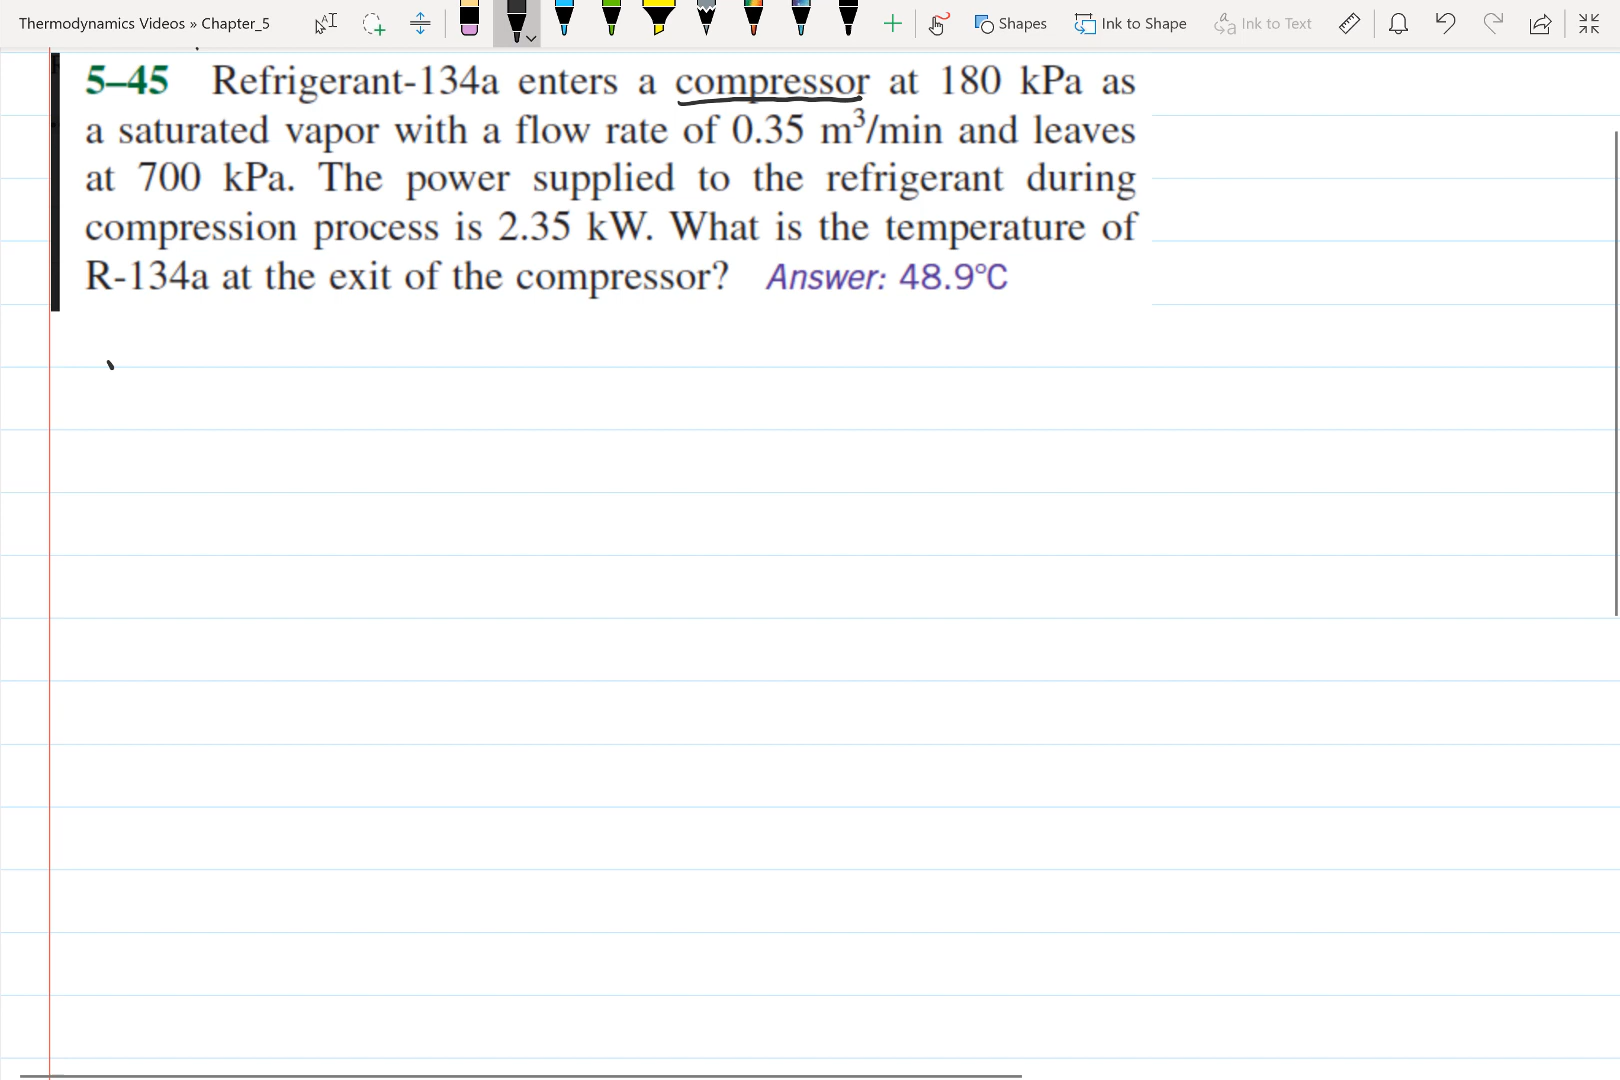 Thermodynamics Videos » Chapter_5
Shapes
Ink to Shape
Ink to Text
5–45 Refrigerant-134a enters a compressor at 180 kPa as
a saturated vapor with a flow rate of 0.35 m³/min and leaves
at 700 kPa. The power supplied to the refrigerant during
compression process is 2.35 kW. What is the temperature of
R-134a at the exit of the compressor? Answer: 48.9°C